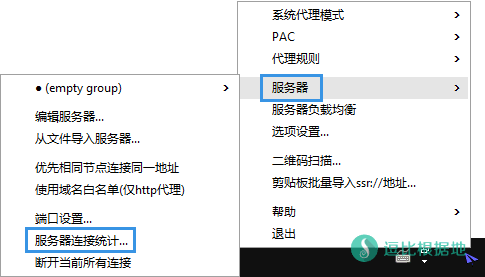 系统代理模式
PAC
代理规则
服务器
服务器负载均衡
选项设置...
二维码扫描...
剪贴板批量导入ssr://地址...
帮助
退出
● (empty group)
编辑服务器...
从文件导入服务器...
优先相同节点连接同一地址
使用域名白名单(仅http代理)
端口设置...
服务器连接统计...
断开当前所有连接
逗比根据地